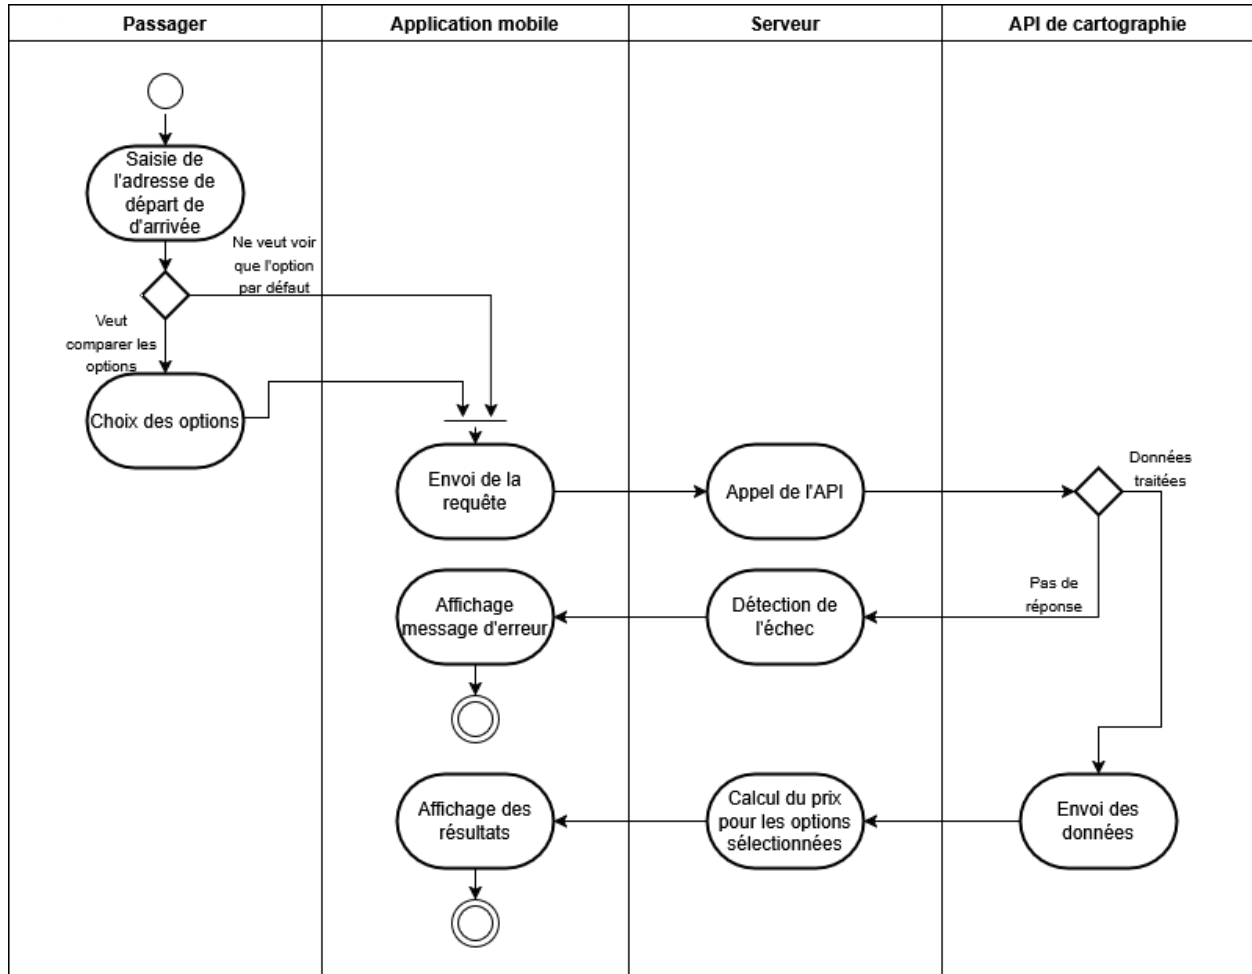 Passager
Application mobile
Serveur
API de cartographie
Saisie de
l'adresse de
départ de
d'arrivée
Ne veut voir
que l'option
par défaut
Veut
comparer les
options
Choix des options
Envoi de la
requête
Appel de l'API
Données
traitées
Pas de
réponse
Détection de
l'échec
Affichage
message d'erreur
Envoi des
données
Calcul du prix
pour les options
sélectionnées
Affichage des
résultats